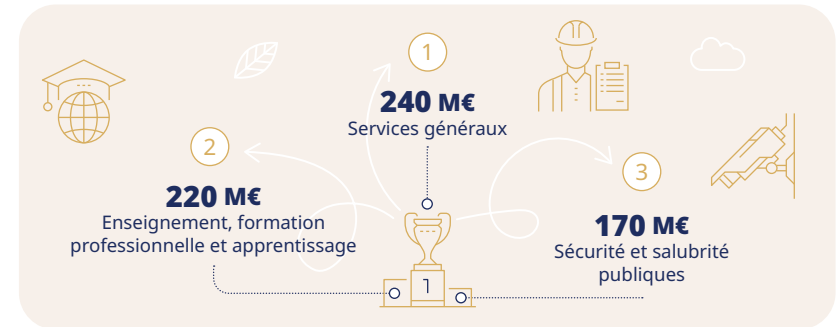 1
240 M€
Services généraux
2
220 M€
Enseignement, formation
professionnelle et apprentissage
3
170 M€
Sécurité et salubrité
publiques
1